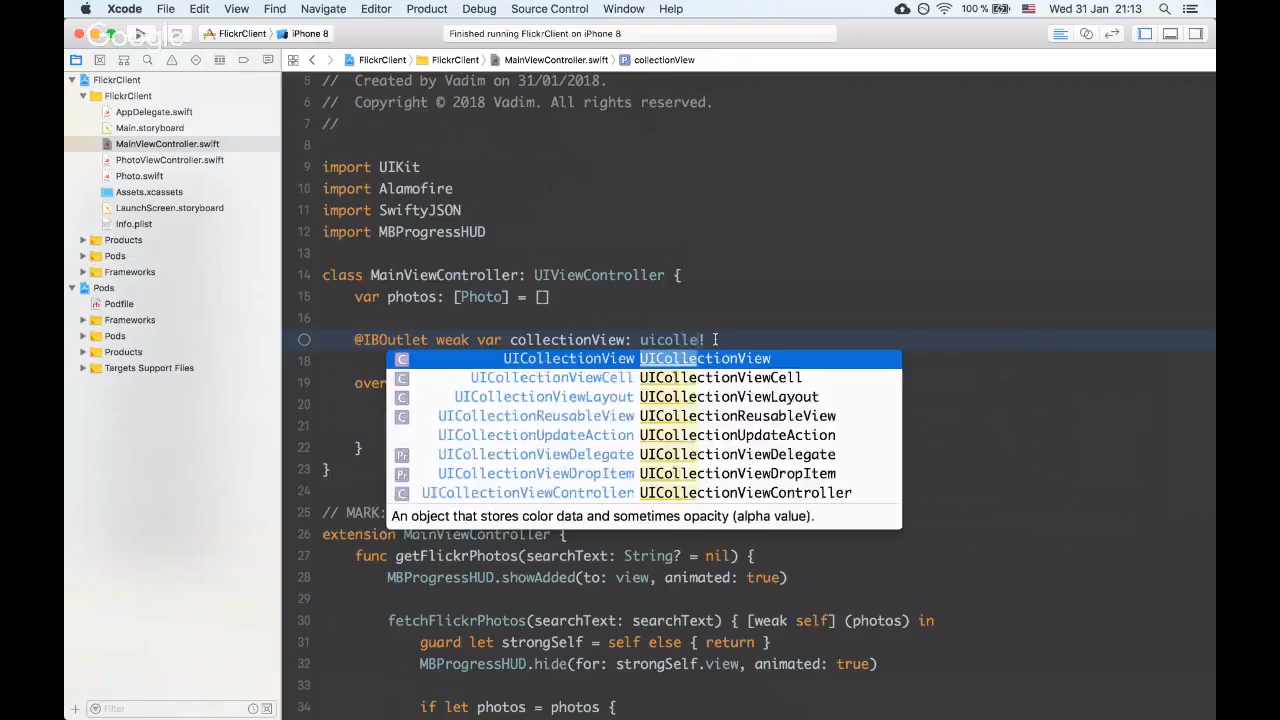 Xcode File Edit View Find Navigate Editor Product Debug Source Control Window Help 100 % Wed 31 Jan 21:13
Google
FlickrClient iPhone 8 Finished running FlickrClient on iPhone 8
FlickrClient FlickrClient MainViewController.swift collectionView
FlickrClient
FlickrClient
AppDelegate.swift
Main.storyboard
MainViewController.swift
PhotoViewController.swift
Photo.swift
Assets.xcassets
LaunchScreen.storyboard
Info.plist
Products
Pods
Frameworks
Pods
Podfile
Frameworks
Pods
Products
Targets Support Files
Filter
5 // Created by Vadim on 31/01/2018.
6 // Copyright © 2018 Vadim. All rights reserved.
7 //
8
9 import UIKit
10 import Alamofire
11 import SwiftyJSON
12 import MBProgressHUD
13
14 class MainViewController: UIViewController {
15 var photos: [Photo] = []
16
@IBOutlet weak var collectionView: uicolle!
18
19 over
22 }
23 }
24
25 // MARK:
26 extension MainViewController {
27 func getFlickrPhotos(searchText: String? = nil) {
28 MBProgressHUD.showAdded(to: view, animated: true)
29
30 fetchFlickrPhotos(searchText: searchText) { [weak self] (photos) in
31 guard let strongSelf = self else { return }
32 MBProgressHUD.hide(for: strongSelf.view, animated: true)
33
34 if let photos = photos {
C UICollectionView UICollectionView
C UICollectionViewCell UICollectionViewCell
C UICollectionViewLayout UICollectionViewLayout
C UICollectionReusableView UICollectionReusableView
UICollectionUpdateAction UICollectionUpdateAction
Pr UICollectionViewDelegate UICollectionViewDelegate
Pr UICollectionViewDropItem UICollectionViewDropItem
C UICollectionViewController UICollectionViewController
An object that stores color data and sometimes opacity (alpha value).